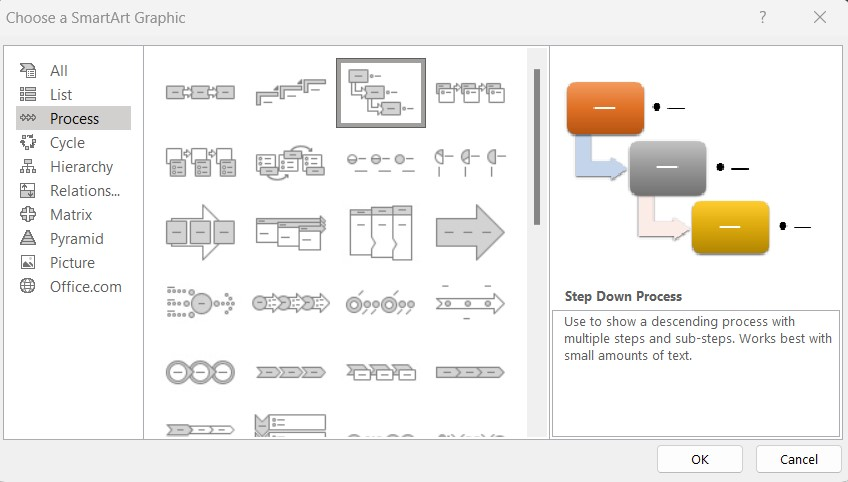 Choose a SmartArt Graphic
?
All
List
Process
Cycle
Hierarchy
Relations...
Matrix
Pyramid
Picture
Office.com
Step Down Process
Use to show a descending process with
multiple steps and sub-steps. Works best with
small amounts of text.
OK
Cancel